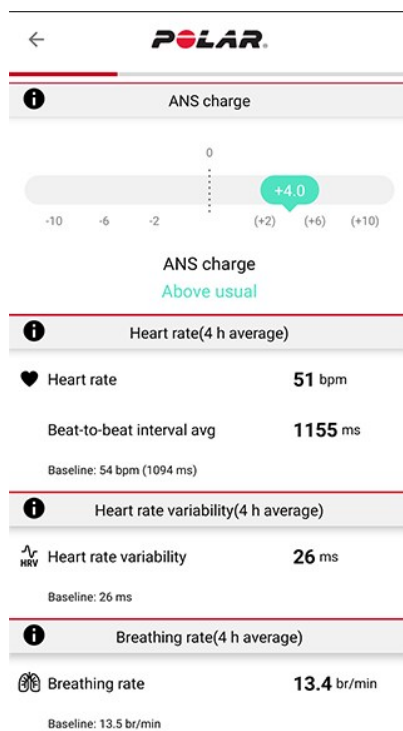 POLAR.
ANS charge
0
+4.0
-10 -6 -2 (+2) (+6) (+10)
ANS charge
Above usual
Heart rate(4 h average)
Heart rate 51 bpm
Beat-to-beat interval avg 1155 ms
Baseline: 54 bpm (1094 ms)
Heart rate variability(4 h average)
HRV Heart rate variability 26 ms
Baseline: 26 ms
Breathing rate(4 h average)
Breathing rate 13.4 br/min
Baseline: 13.5 br/min